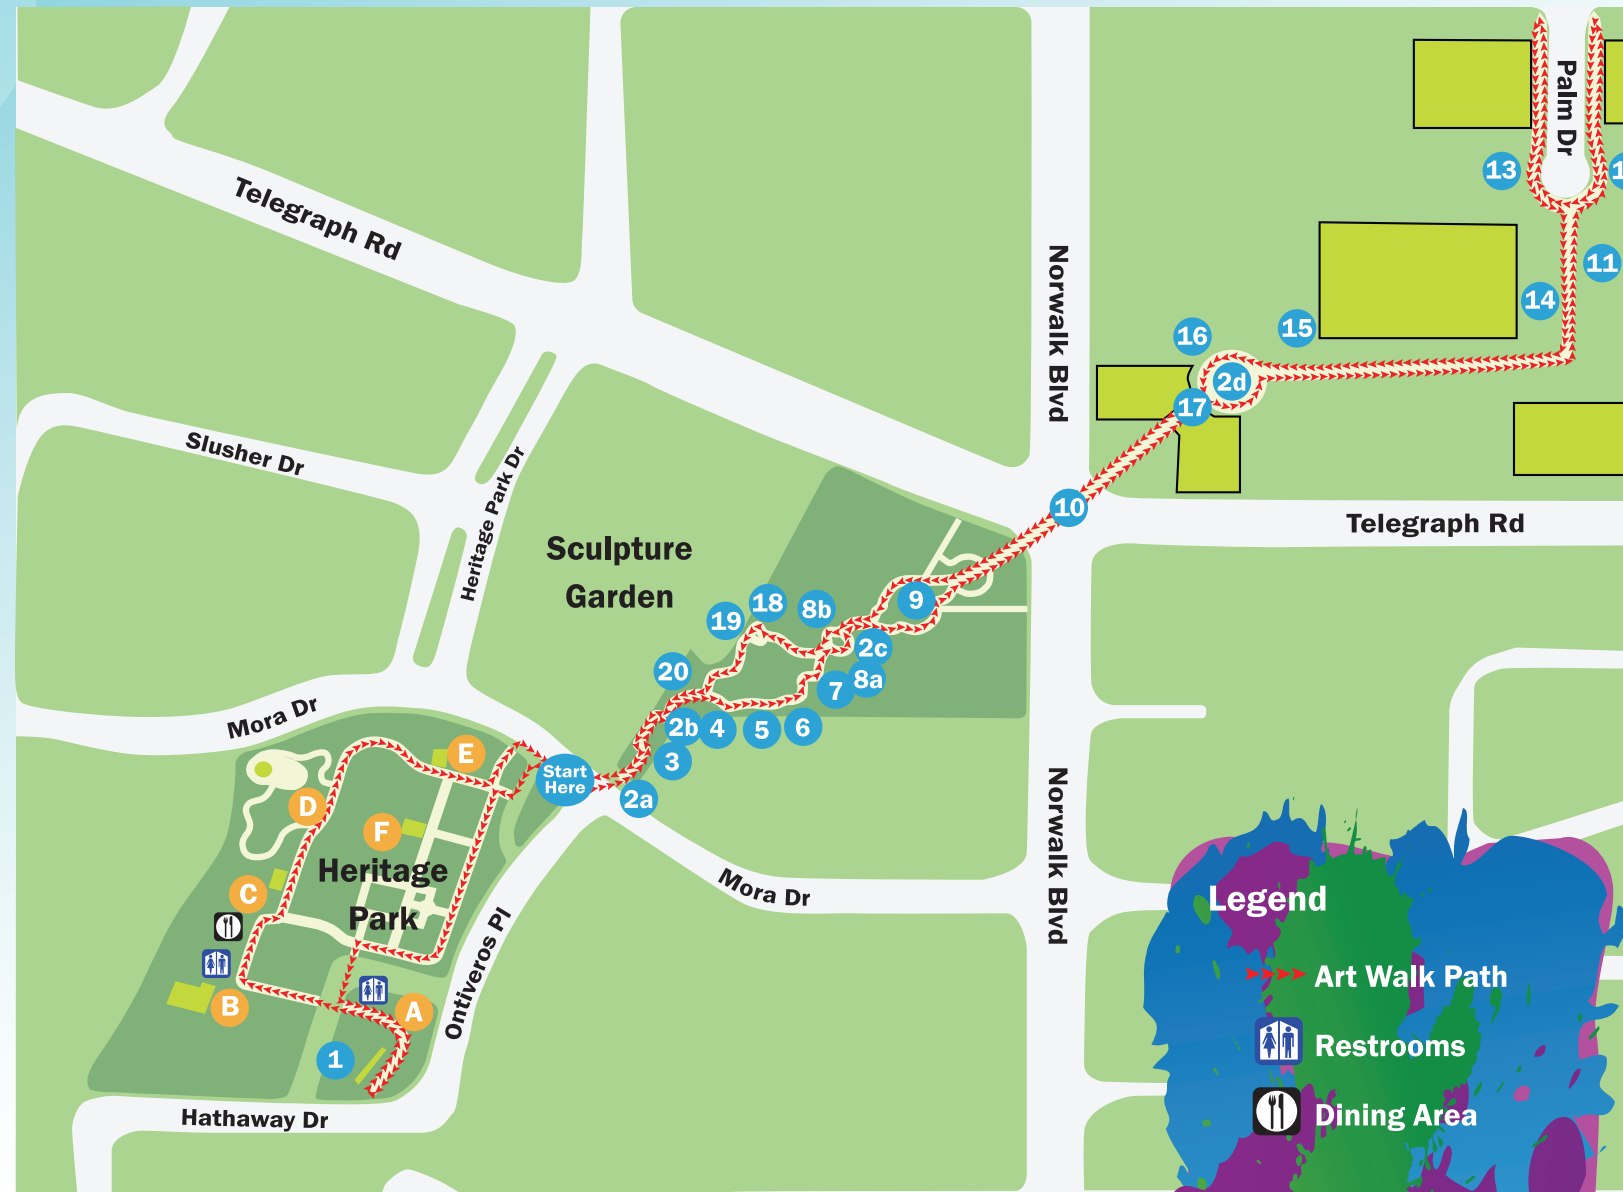 Palm Dr
13
1
11
14
15
16
2d
17
Telegraph Rd
Norwalk Blvd
10
Telegraph Rd
Slusher Dr
Heritage Park Dr
Sculpture
Garden
9
18
8b
19
2c
20
8a
7
2b
4
5
6
3
2a
Start
Here
Mora Dr
E
D
F
Heritage
Park
C
B
A
1
Ontiveros Pl
Hathaway Dr
Mora Dr
Norwalk Blvd
Legend
Art Walk Path
Restrooms
Dining Area